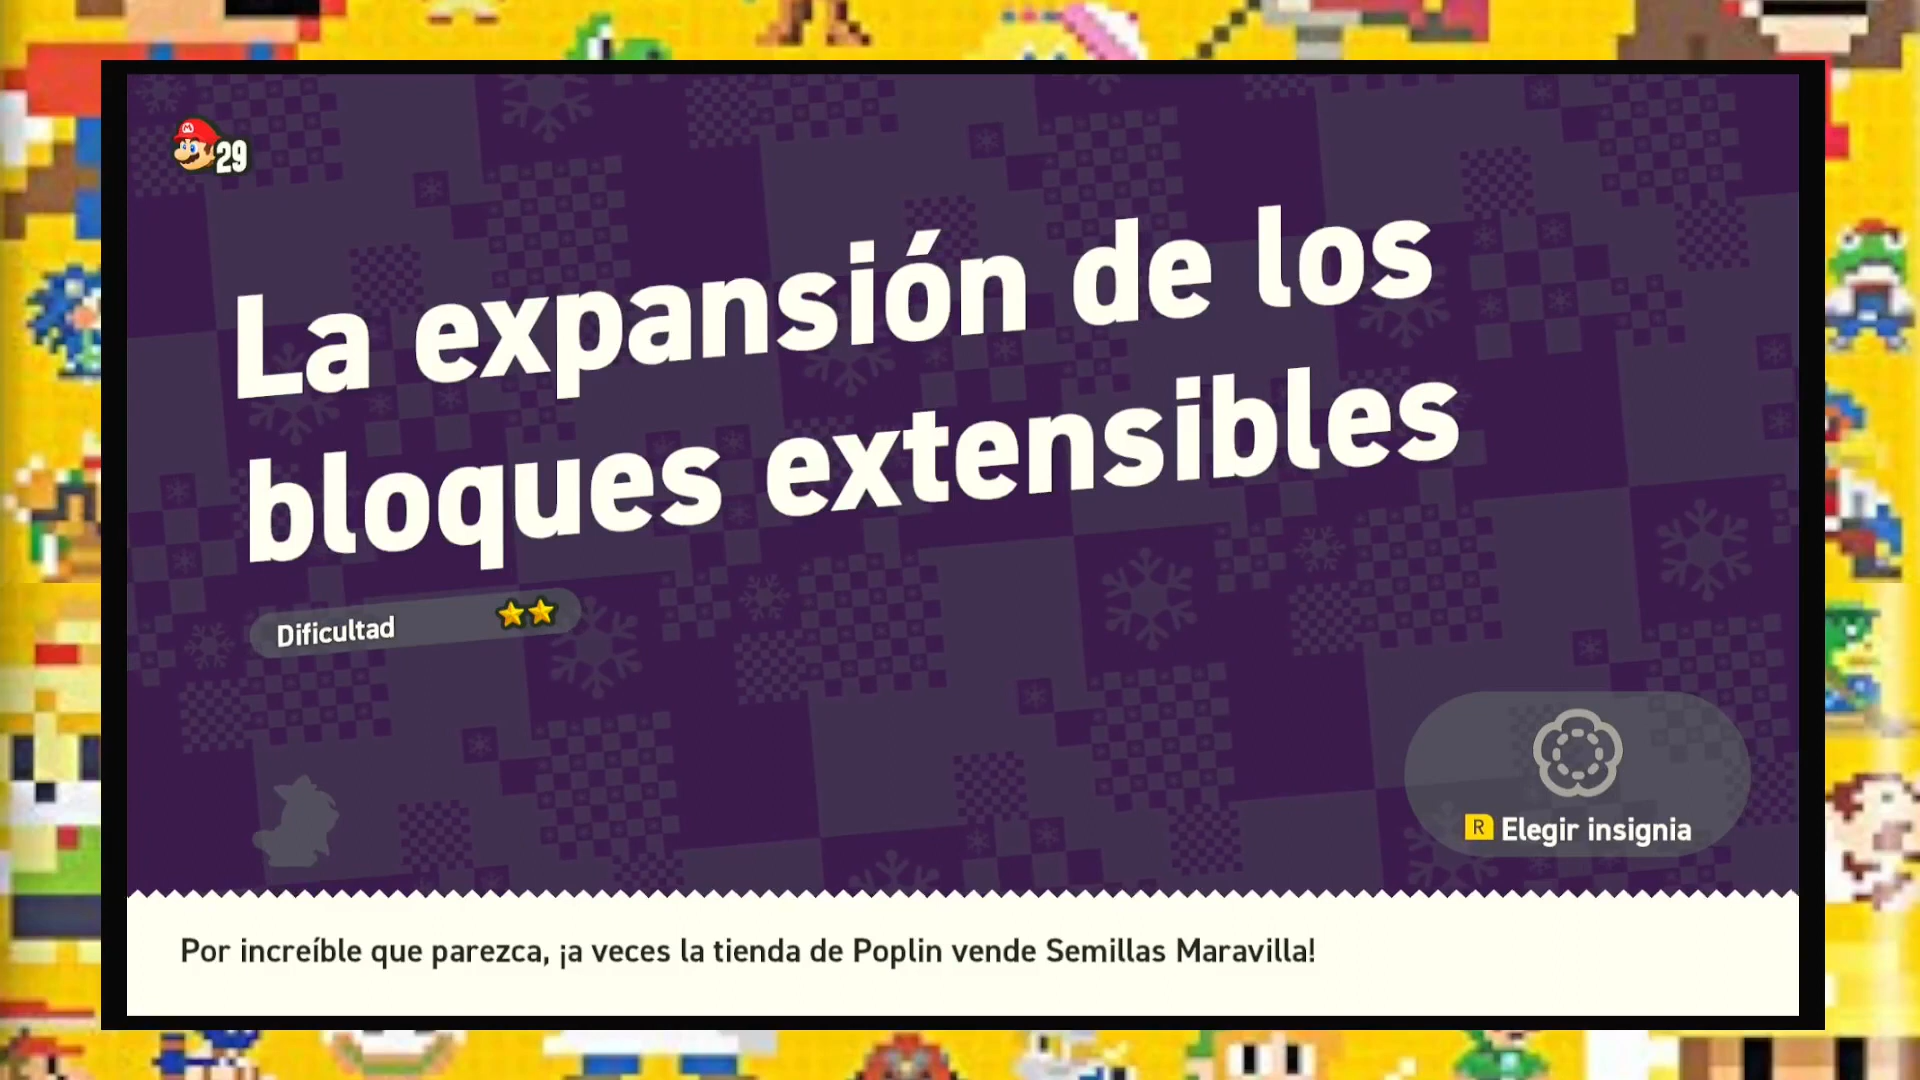 29
La expansión de los
bloques extensibles
Dificultad
R Elegir insignia
Por increíble que parezca, ¡a veces la tienda de Poplin vende Semillas Maravilla!